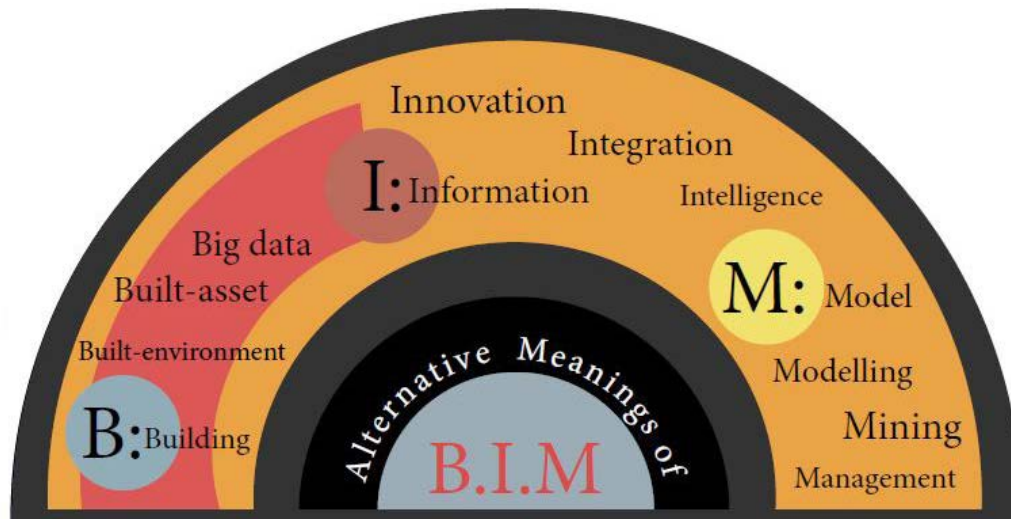 Innovation
Integration
I: Information
Intelligence
Big data
Built-asset
M: Model
Built-environment
Modelling
B: Building
Mining
Management
Alternative Meanings of
B.I.M